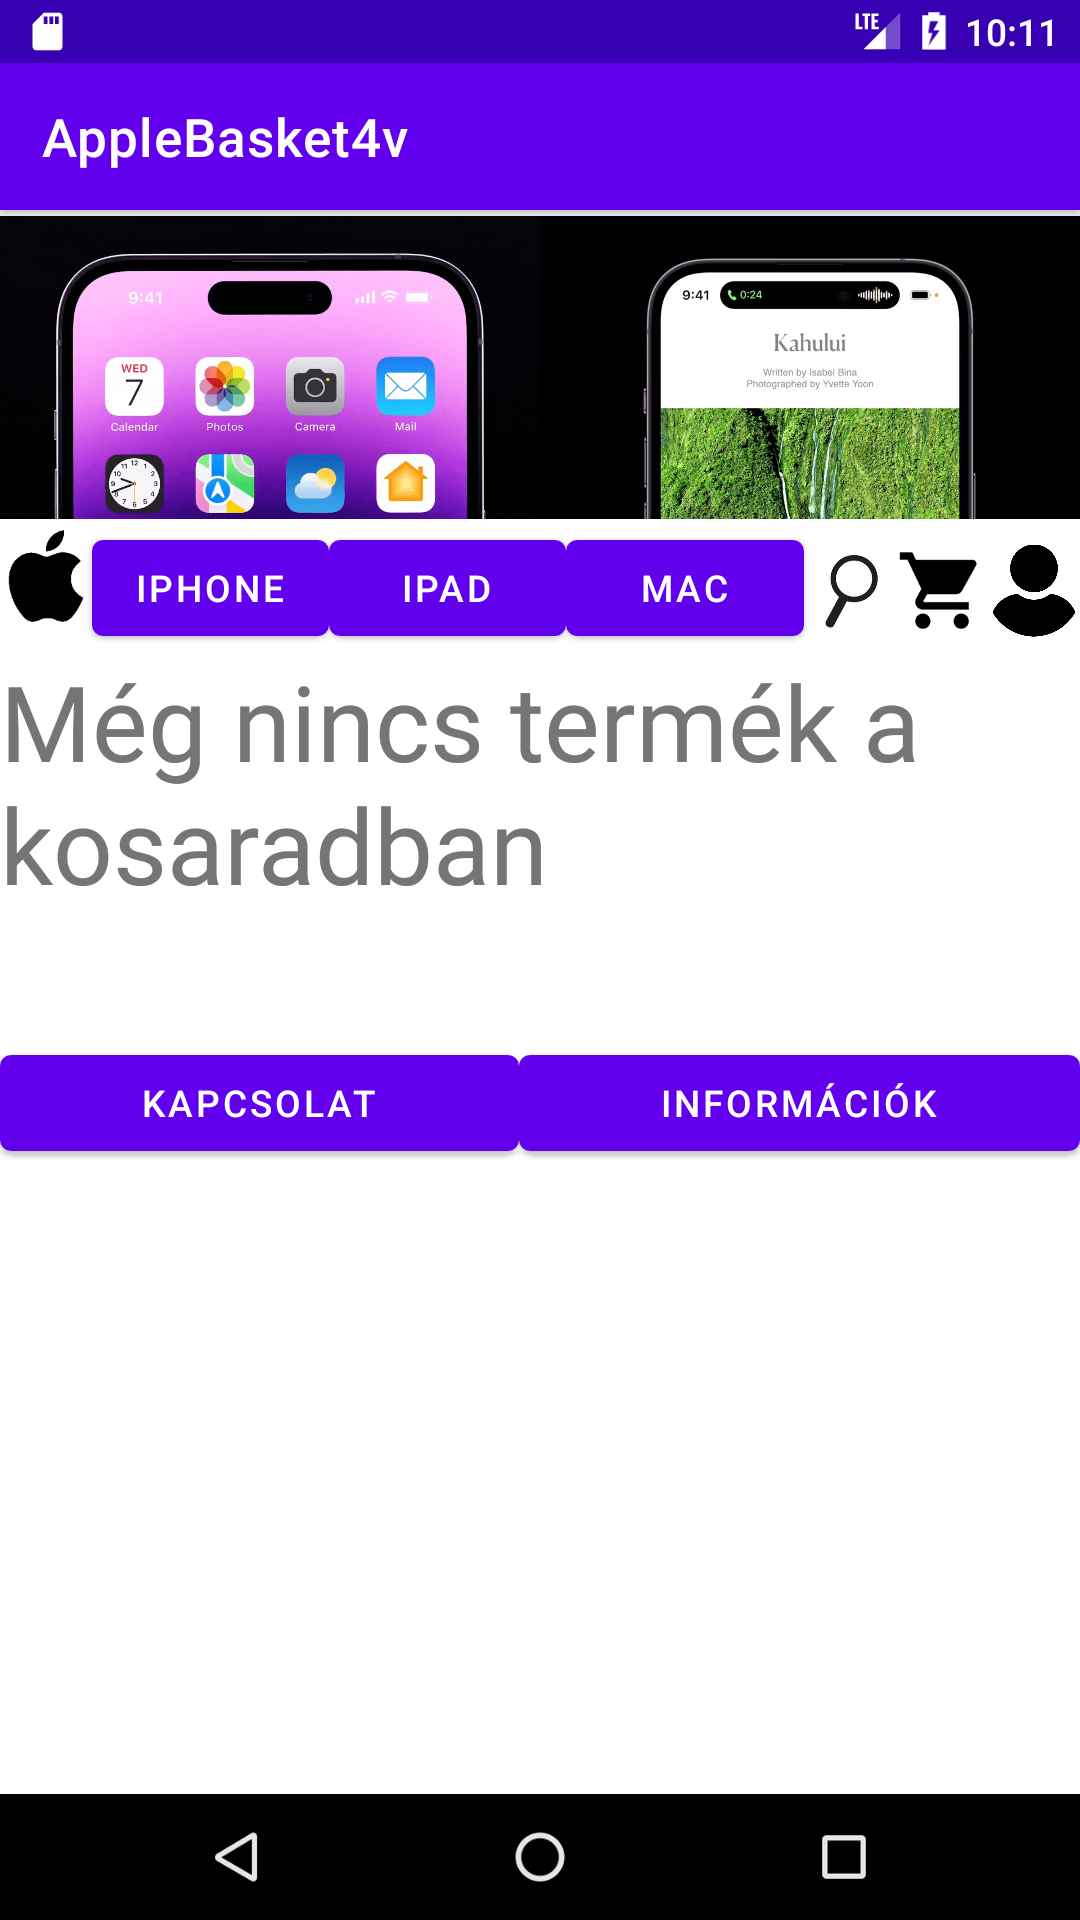 LTE 10:11
AppleBasket4v
9:41
WED
7
Calendar Photos Camera Mail
9:41 0:24
Kahului
Written by Isabel Bina
Photographed by Yvette Yoon
IPHONE IPAD MAC
Még nincs termék a
kosaradban
KAPCSOLAT INFORMÁCIÓK